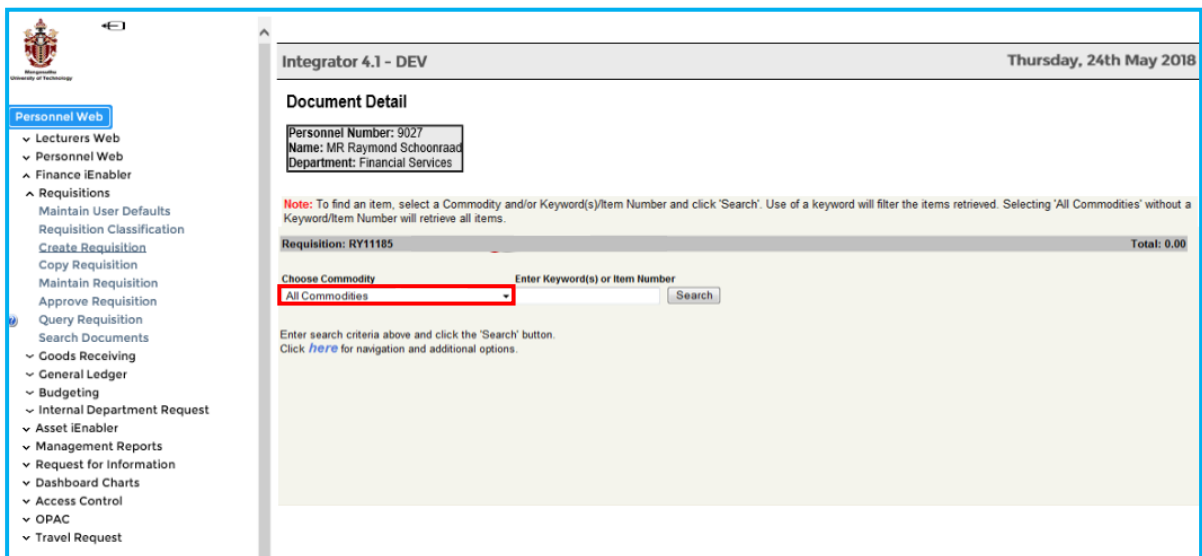 Mangosuthu
University of Technology
Personnel Web
Lecturers Web
Personnel Web
Finance iEnabler
Requisitions
Maintain User Defaults
Requisition Classification
Create Requisition
Copy Requisition
Maintain Requisition
Approve Requisition
Query Requisition
Search Documents
Goods Receiving
General Ledger
Budgeting
Internal Department Request
Asset iEnabler
Management Reports
Request for Information
Dashboard Charts
Access Control
OPAC
Travel Request
Integrator 4.1 - DEV Thursday, 24th May 2018
Document Detail
Personnel Number: 9027
Name: MR Raymond Schoonraad
Department: Financial Services
Note: To find an item, select a Commodity and/or Keyword(s)/Item Number and click 'Search'. Use of a keyword will filter the items retrieved. Selecting 'All Commodities' without a
Keyword/Item Number will retrieve all items.
Requisition: RY11185 Total: 0.00
Choose Commodity Enter Keyword(s) or Item Number
All Commodities Search
Enter search criteria above and click the 'Search' button.
Click here for navigation and additional options.